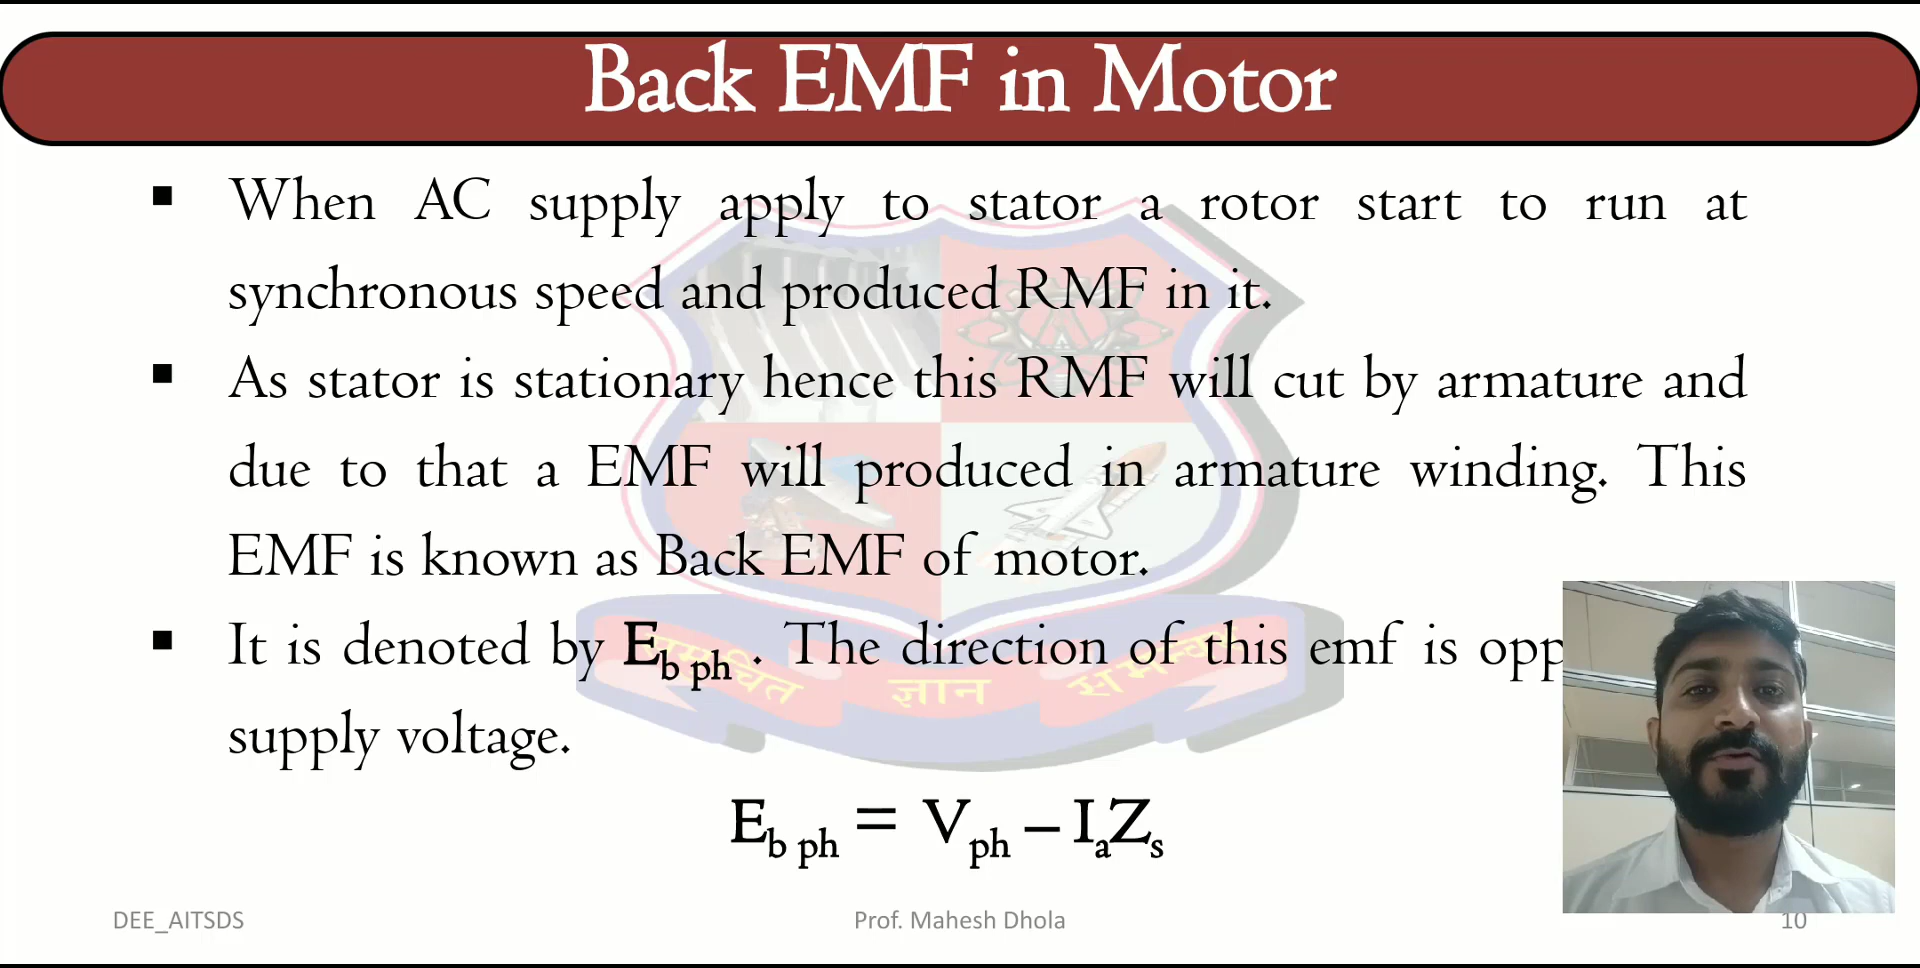 Back EMF in Motor
▪ When AC supply apply to stator a rotor start to run at
synchronous speed and produced RMF in it.
▪ As stator is stationary hence this RMF will cut by armature and
due to that a EMF will produced in armature winding. This
EMF is known as Back EMF of motor.
▪ It is denoted by E_b ph . The direction of this emf is opp
supply voltage.
ज्ञान
E_b ph = V_ph – I_aZ_s
DEE_AITSDS
Prof. Mahesh Dhola
10